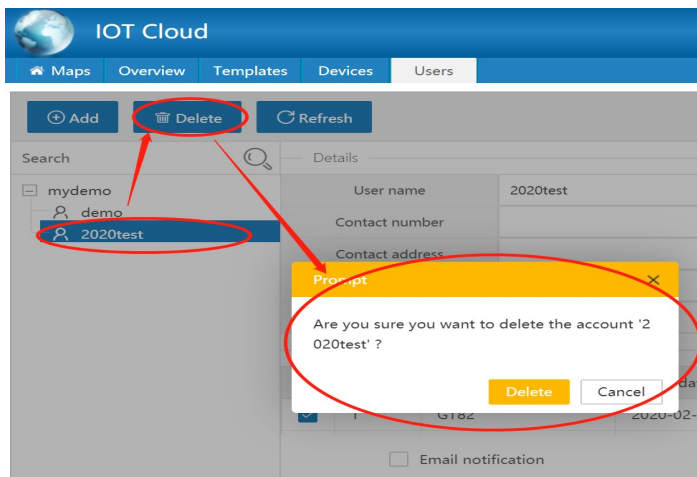 IOT Cloud
Maps Overview Templates Devices Users
Add Delete Refresh
Search Details
mydemo User name 2020test
demo Contact number
2020test
Contact address
Prompt
Are you sure you want to delete the account '2
020test' ?
Delete Cancel
1 GT82 2020-02-
Email notification